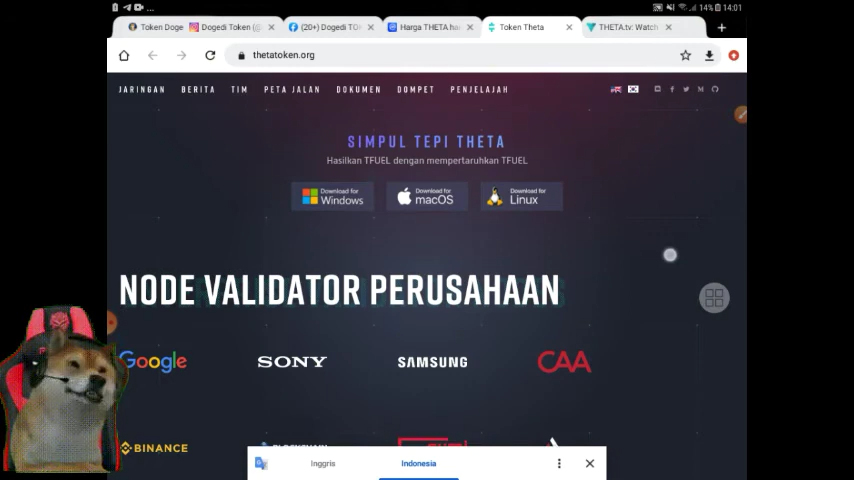 14% 14:01
Token Doge
Dogedi Token (@
(20+) Dogedi TO
Harga THETA hari
Token Theta
THETA.tv: Watch
thetatoken.org
JARINGAN BERITA TIM PETA JALAN DOKUMEN DOMPET PENJELAJAH
SIMPUL TEPI THETA
Hasilkan TFUEL dengan mempertaruhkan TFUEL
Download for
Windows
Download for
macOS
Download for
Linux
NODE VALIDATOR PERUSAHAAN
Google SONY SAMSUNG CAA
BINANCE
Inggris Indonesia